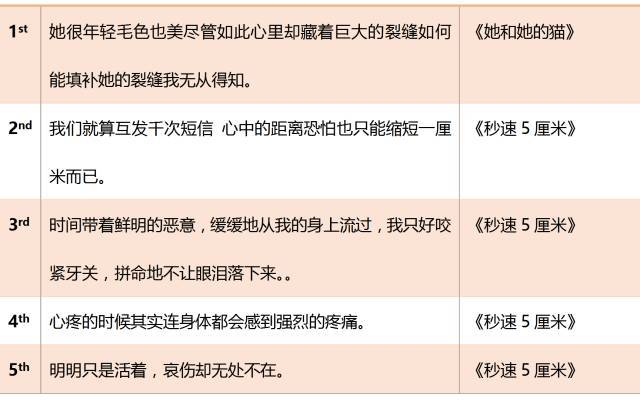 1st 她很年轻毛色也美尽管如此心里却藏着巨大的裂缝如何 《她和她的猫》
能填补她的裂缝我无从得知。
2nd 我们就算互发千次短信 心中的距离恐怕也只能缩短一厘 《秒速 5 厘米》
米而已。
3rd 时间带着鲜明的恶意，缓缓地从我的身上流过，我只好咬 《秒速 5 厘米》
紧牙关，拼命地不让眼泪落下来。。
4th 心疼的时候其实连身体都会感到强烈的疼痛。 《秒速 5 厘米》
5th 明明只是活着，哀伤却无处不在。 《秒速 5 厘米》